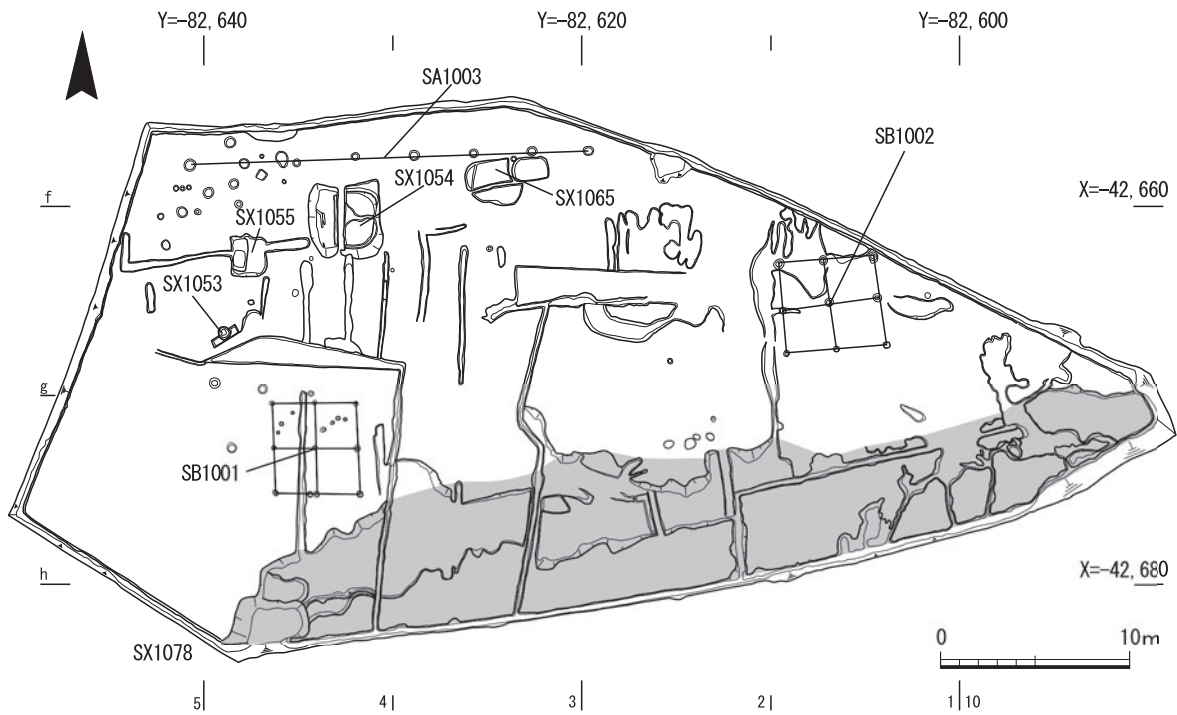 Y=-82,640
Y=-82,620
Y=-82,600
SA1003
SB1002
SX1054
SX1065
X=-42,660
f
SX1055
SX1053
g
SB1001
h
X=-42,680
SX1078
0 10m
5 4 3 2 1 10